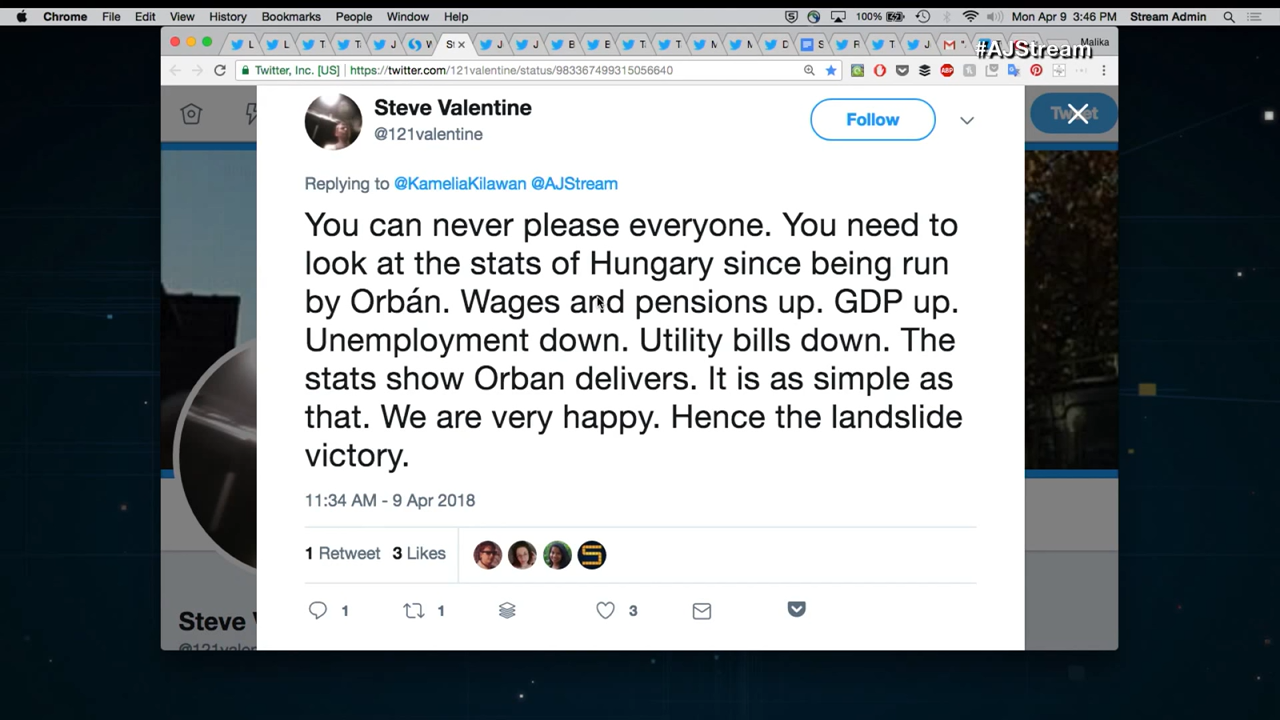 Chrome File Edit View History Bookmarks People Window Help 100% Mon Apr 9 3:46 PM Stream Admin
#AJStream
Malika
Twitter, Inc. [US] https://twitter.com/121valentine/status/983367499315056640
Steve Valentine
@121valentine
Follow
Tweet
Replying to @KameliaKilawan @AJStream
You can never please everyone. You need to
look at the stats of Hungary since being run
by Orbán. Wages and pensions up. GDP up.
Unemployment down. Utility bills down. The
stats show Orban delivers. It is as simple as
that. We are very happy. Hence the landslide
victory.
11:34 AM - 9 Apr 2018
1 Retweet 3 Likes
1 1 3
Steve V
@121valen